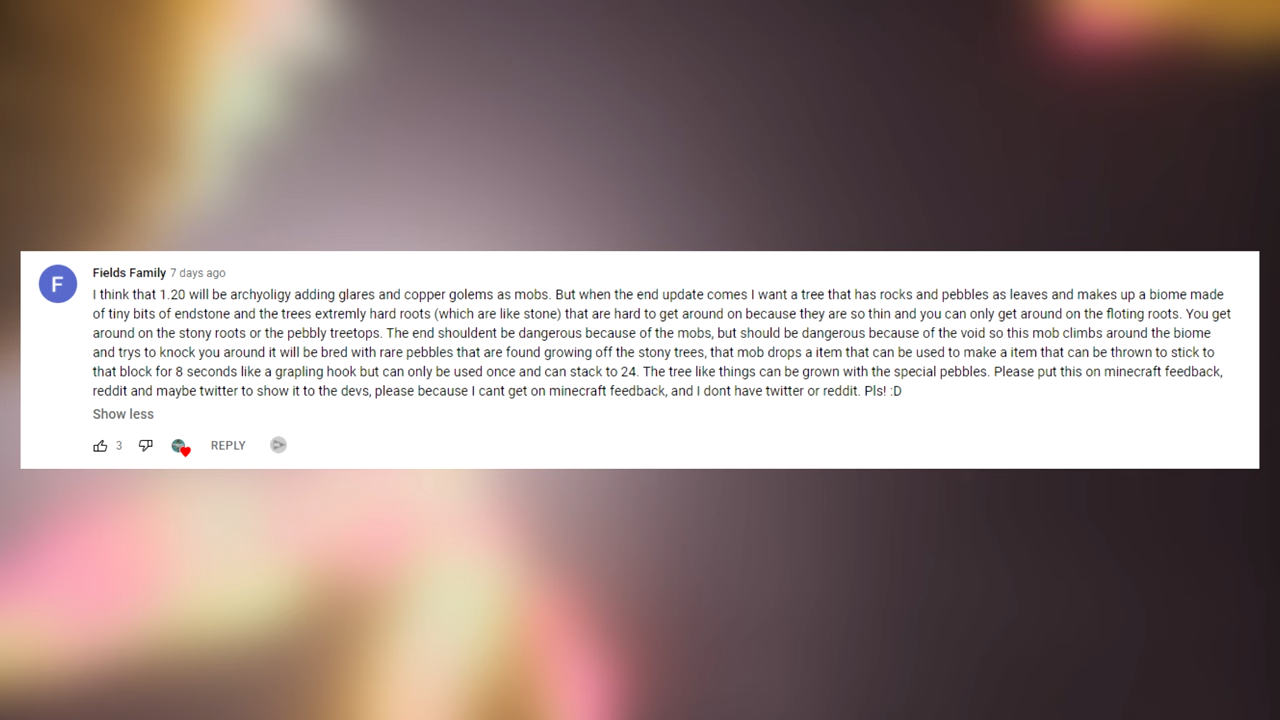 F
Fields Family 7 days ago
I think that 1.20 will be archyoligy adding glares and copper golems as mobs. But when the end update comes I want a tree that has rocks and pebbles as leaves and makes up a biome made
of tiny bits of endstone and the trees extremly hard roots (which are like stone) that are hard to get around on because they are so thin and you can only get around on the floting roots. You get
around on the stony roots or the pebbly treetops. The end shouldent be dangerous because of the mobs, but should be dangerous because of the void so this mob climbs around the biome
and trys to knock you around it will be bred with rare pebbles that are found growing off the stony trees, that mob drops a item that can be used to make a item that can be thrown to stick to
that block for 8 seconds like a grapling hook but can only be used once and can stack to 24. The tree like things can be grown with the special pebbles. Please put this on minecraft feedback,
reddit and maybe twitter to show it to the devs, please because I cant get on minecraft feedback, and I dont have twitter or reddit. Pls! :D
Show less
3 REPLY